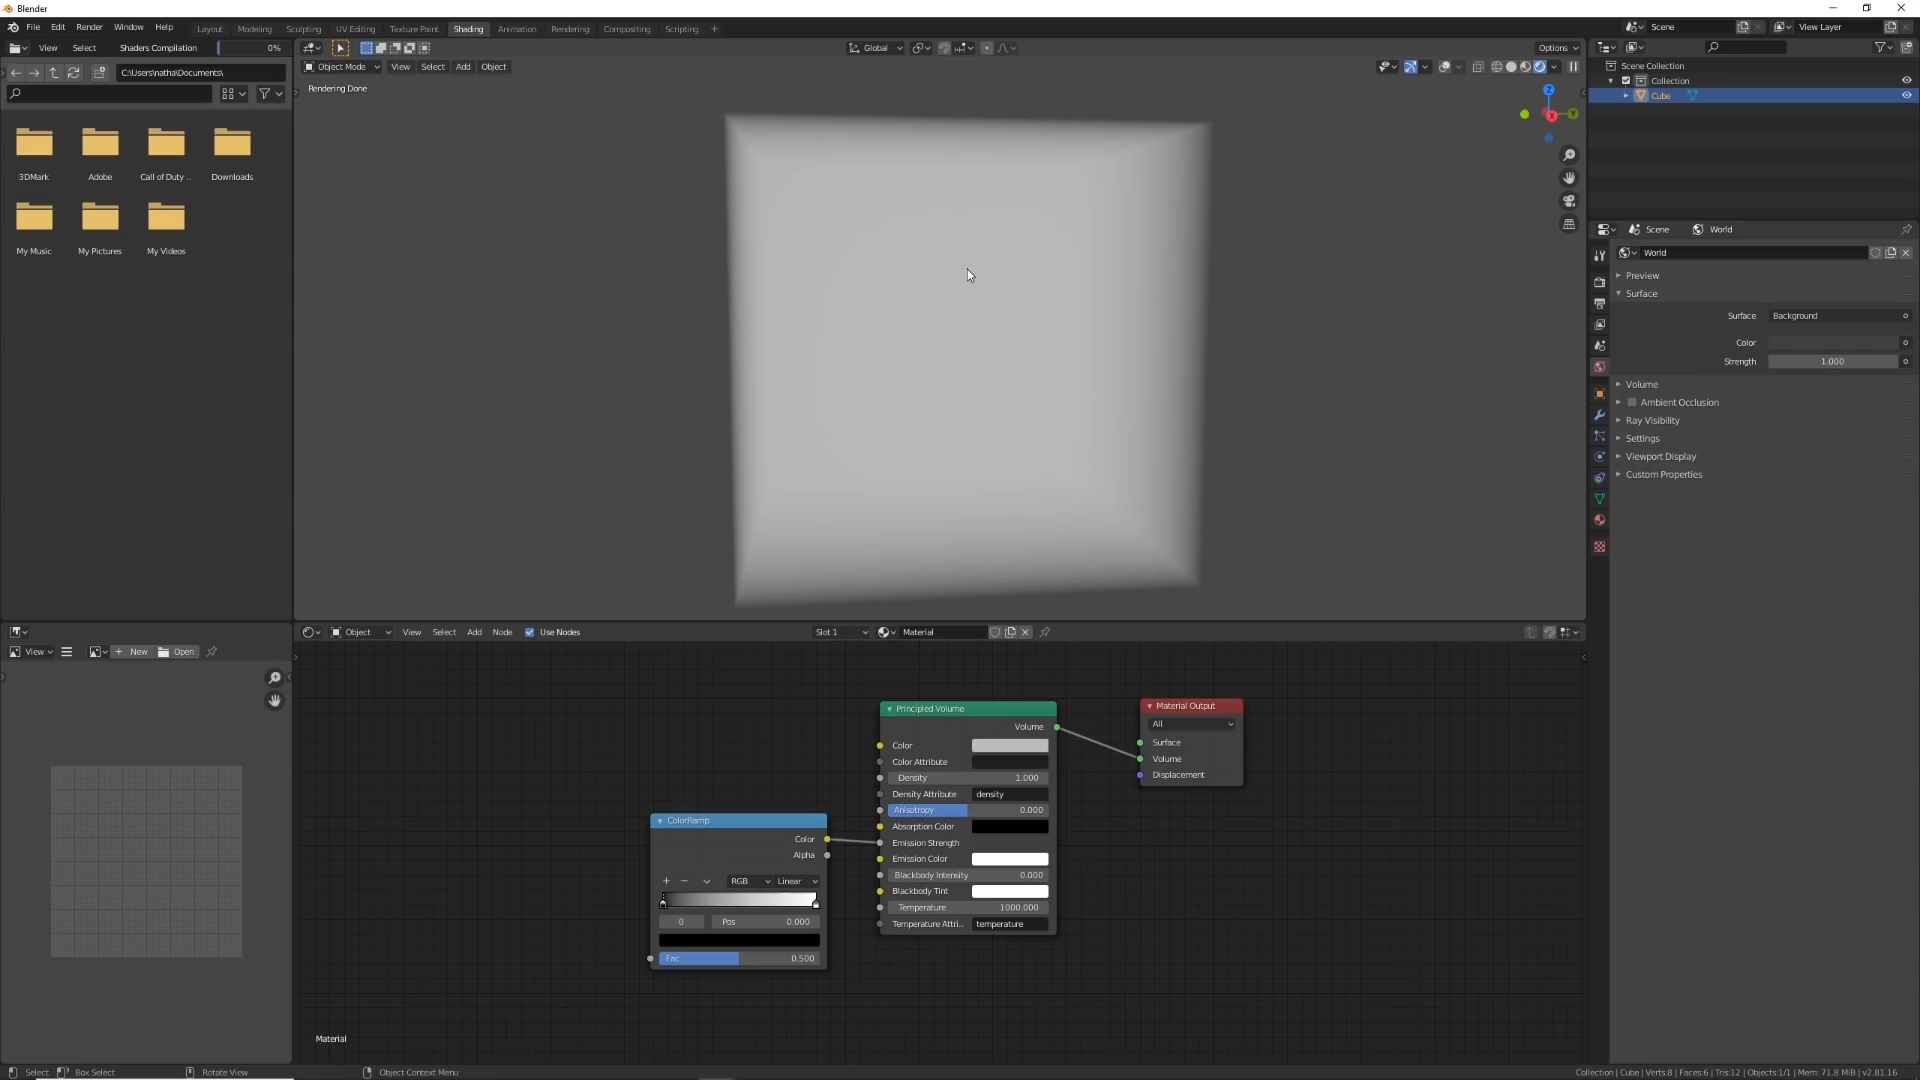 Blender
File Edit Render Window Help
Layout Modeling Sculpting UV Editing Texture Paint Shading Animation Rendering Compositing Scripting +
Scene
View Layer
View Select Shaders Compilation 0%
Global
Options
C:\Users\natha\Documents\
Object Mode View Select Add Object
Rendering Done
3DMark Adobe Call of Duty .. Downloads
My Music My Pictures My Videos
Z
Y
X
Scene Collection
Collection
Cube
Scene World
World
Preview
Surface
Surface Background
Color
Strength 1.000
Volume
Ambient Occlusion
Ray Visibility
Settings
Viewport Display
Custom Properties
View + New Open
Object View Select Add Node Use Nodes
Slot 1 Material
Principled Volume
Volume
Color
Color Attribute
Density 1.000
Density Attribute density
Anisotropy 0.000
Absorption Color
Emission Strength
Emission Color
Blackbody Intensity 0.000
Blackbody Tint
Temperature 1000.000
Temperature Attri.. temperature
Material Output
All
Surface
Volume
Displacement
ColorRamp
Color
Alpha
+ − RGB Linear
0 Pos 0.000
Fac 0.500
Material
Select Box Select Rotate View Object Context Menu
Collection | Cube | Verts:8 | Faces:6 | Tris:12 | Objects:1/1 | Mem: 71.8 MiB | v2.81.16